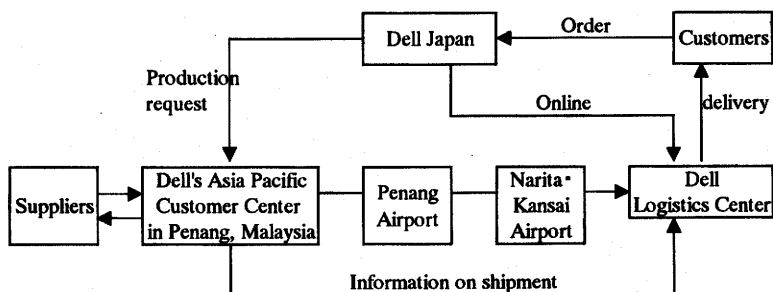 Dell Japan
Order
Customers
Production
request
Online
delivery
Suppliers
Dell's Asia Pacific
Customer Center
in Penang, Malaysia
Penang
Airport
Narita・
Kansai
Airport
Dell
Logistics Center
Information on shipment